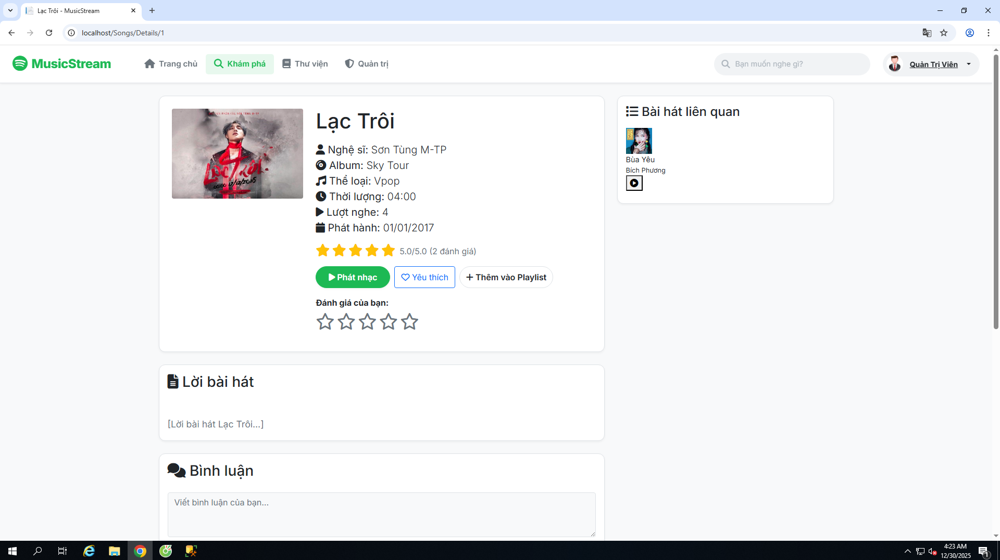 Lạc Trôi - MusicStream
localhost/Songs/Details/1
MusicStream
Trang chủ
Khám phá
Thư viện
Quản trị
Bạn muốn nghe gì?
Quản Trị Viên
LẠC TRÔI
00:00
Lạc Trôi
Nghệ sĩ: Sơn Tùng M-TP
Album: Sky Tour
Thể loại: Vpop
Thời lượng: 04:00
Lượt nghe: 4
Phát hành: 01/01/2017
5.0/5.0 (2 đánh giá)
Phát nhạc
Yêu thích
Thêm vào Playlist
Đánh giá của bạn:
Bài hát liên quan
Bùa Yêu
Bích Phương
Lời bài hát
[Lời bài hát Lạc Trôi...]
Bình luận
Viết bình luận của bạn...
4:23 AM
12/30/2025
1